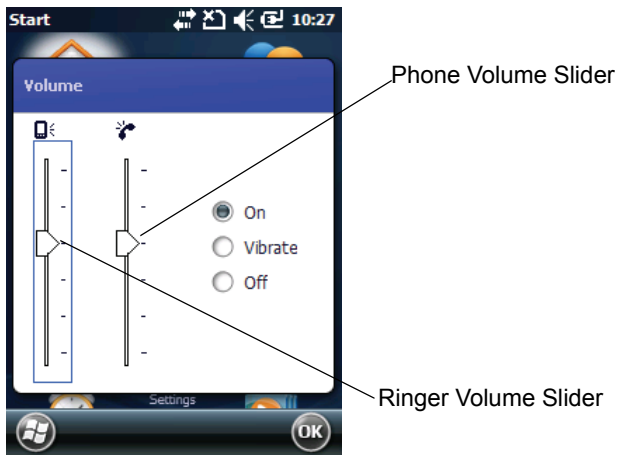 Start 10:27
Phone Volume Slider
Volume
On
Vibrate
Off
Ringer Volume Slider
Settings
OK